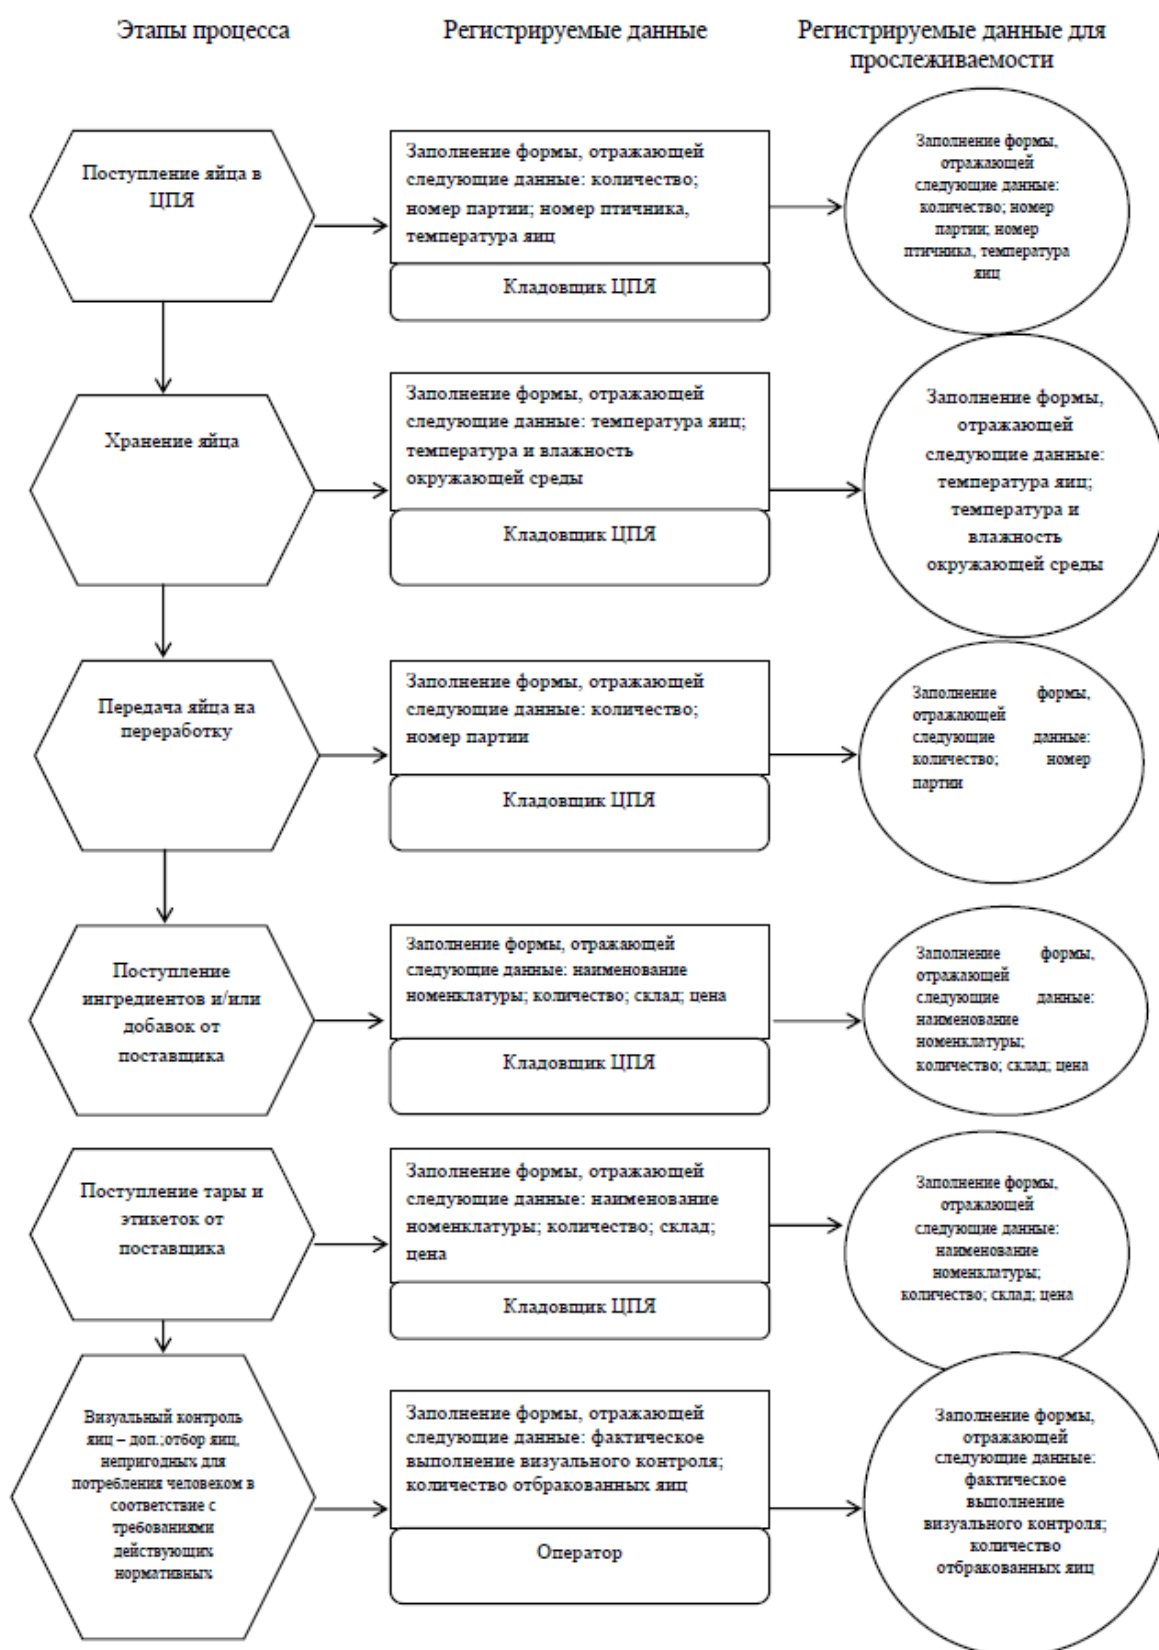 Этапы процесса
Регистрируемые данные
Регистрируемые данные для
прослеживаемости
Поступление яйца в
ЦПЯ
Заполнение формы, отражающей
следующие данные: количество;
номер партии; номер птичника,
температура яиц
Кладовщик ЦПЯ
Заполнение формы,
отражающей
следующие данные:
количество; номер
партии; номер
птичника, температура
яиц
Хранение яйца
Заполнение формы, отражающей
следующие данные: температура яиц;
температура и влажность
окружающей среды
Кладовщик ЦПЯ
Заполнение формы,
отражающей
следующие данные:
температура яиц;
температура и
влажность
окружающей среды
Передача яйца на
переработку
Заполнение формы, отражающей
следующие данные: количество;
номер партии
Кладовщик ЦПЯ
Заполнение формы,
отражающей
следующие данные:
количество; номер
партии
Поступление
ингредиентов и/или
добавок от
поставщика
Заполнение формы, отражающей
следующие данные: наименование
номенклатуры; количество; склад; цена
Кладовщик ЦПЯ
Заполнение формы,
отражающей
следующие данные:
наименование
номенклатуры;
количество; склад; цена
Поступление тары и
этикеток от
поставщика
Заполнение формы, отражающей
следующие данные: наименование
номенклатуры; количество; склад;
цена
Кладовщик ЦПЯ
Заполнение формы,
отражающей
следующие данные:
наименование
номенклатуры;
количество; склад; цена
Визуальный контроль
яиц – доп.;отбор яиц,
непригодных для
потребления человеком в
соответствие с
требованиями
действующих
нормативных
Заполнение формы, отражающей
следующие данные: фактическое
выполнение визуального контроля;
количество отбракованных яиц
Оператор
Заполнение формы,
отражающей
следующие данные:
фактическое
выполнение
визуального контроля;
количество
отбракованных яиц